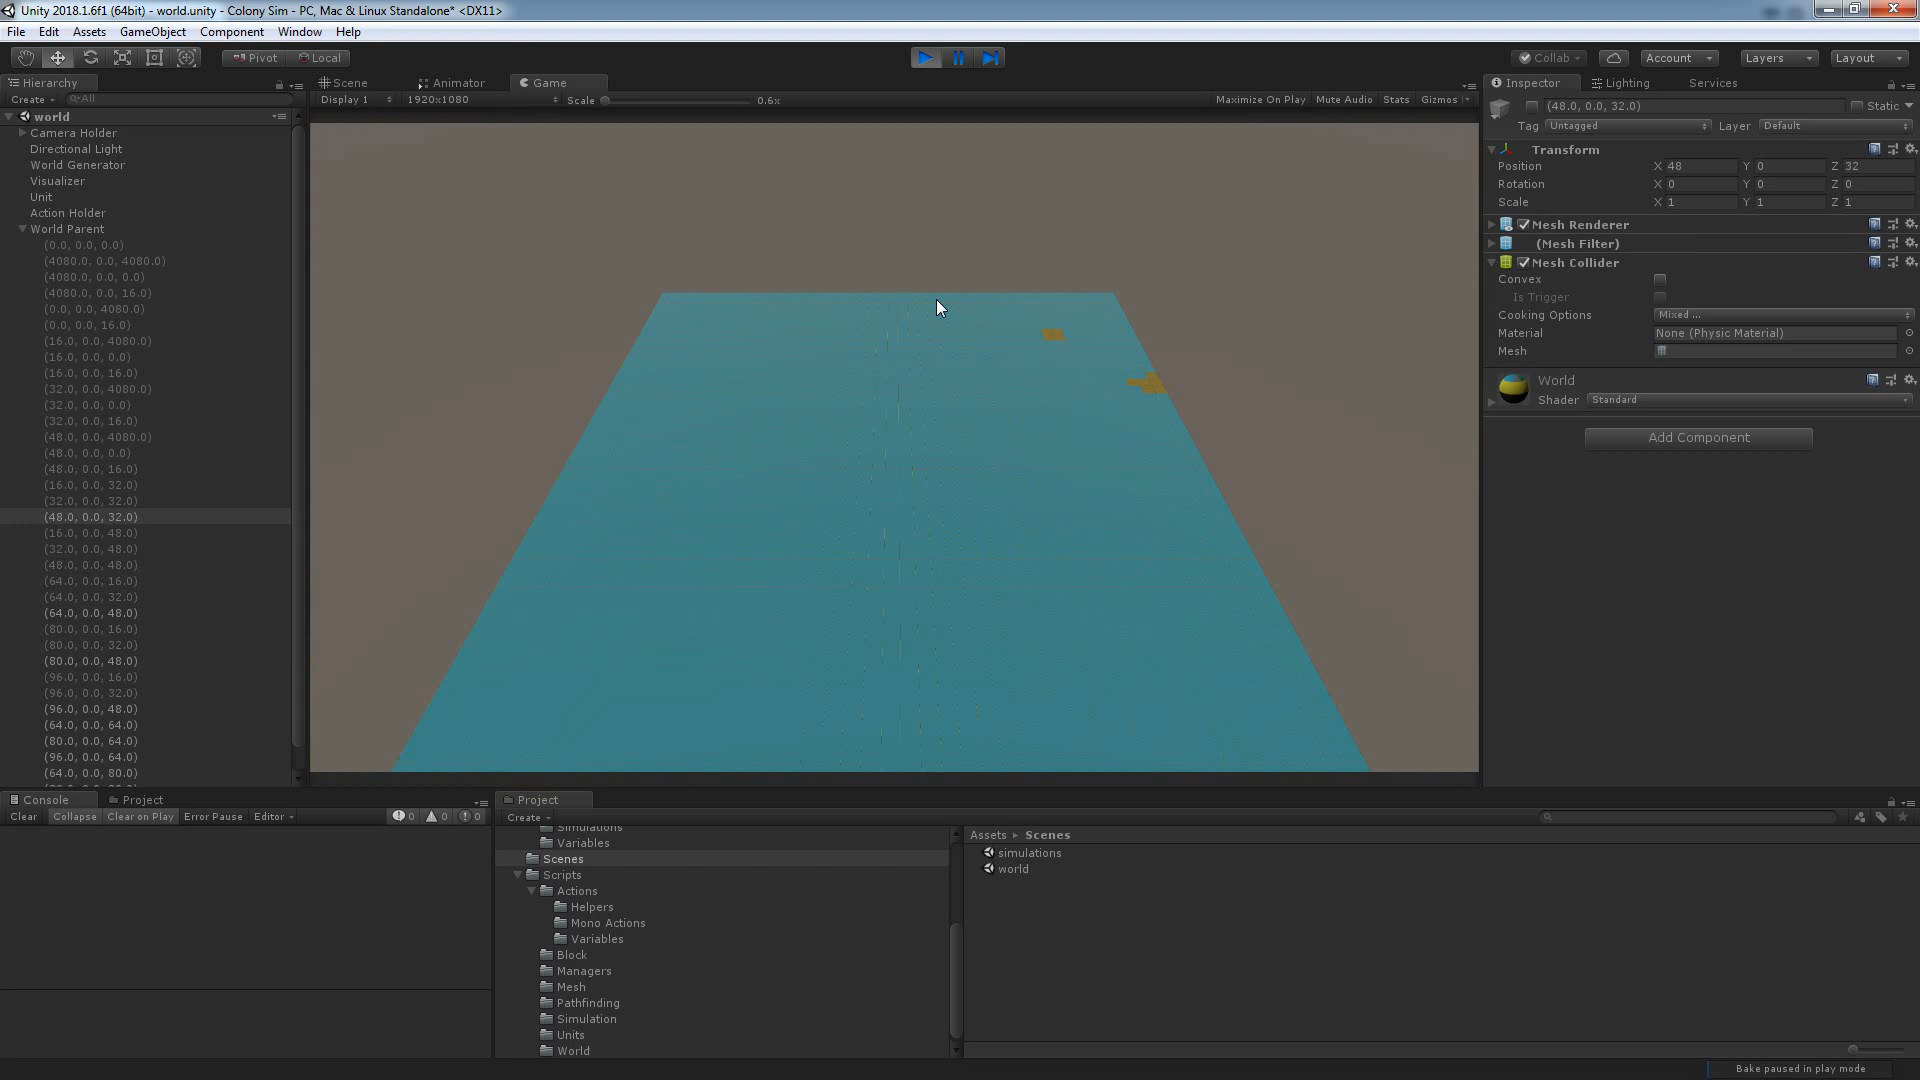 Unity 2018.1.6f1 (64bit) - world.unity - Colony Sim - PC, Mac & Linux Standalone* <DX11>
File Edit Assets GameObject Component Window Help
Pivot Local Collab Account Layers Layout
Hierarchy
Create All
world
Camera Holder
Directional Light
World Generator
Visualizer
Unit
Action Holder
World Parent
(0.0, 0.0, 0.0)
(4080.0, 0.0, 4080.0)
(4080.0, 0.0, 0.0)
(4080.0, 0.0, 16.0)
(0.0, 0.0, 4080.0)
(0.0, 0.0, 16.0)
(16.0, 0.0, 4080.0)
(16.0, 0.0, 0.0)
(16.0, 0.0, 16.0)
(32.0, 0.0, 4080.0)
(32.0, 0.0, 0.0)
(32.0, 0.0, 16.0)
(48.0, 0.0, 4080.0)
(48.0, 0.0, 0.0)
(48.0, 0.0, 16.0)
(16.0, 0.0, 32.0)
(32.0, 0.0, 32.0)
(48.0, 0.0, 32.0)
(16.0, 0.0, 48.0)
(32.0, 0.0, 48.0)
(48.0, 0.0, 48.0)
(64.0, 0.0, 16.0)
(64.0, 0.0, 32.0)
(64.0, 0.0, 48.0)
(80.0, 0.0, 16.0)
(80.0, 0.0, 32.0)
(80.0, 0.0, 48.0)
(96.0, 0.0, 16.0)
(96.0, 0.0, 32.0)
(96.0, 0.0, 48.0)
(64.0, 0.0, 64.0)
(80.0, 0.0, 64.0)
(96.0, 0.0, 64.0)
(64.0, 0.0, 80.0)
Scene Animator Game
Display 1 1920x1080 Scale 0.6x Maximize On Play Mute Audio Stats Gizmos
Inspector Lighting Services
(48.0, 0.0, 32.0) Static
Tag Untagged Layer Default
Transform
Position X 48 Y 0 Z 32
Rotation X 0 Y 0 Z 0
Scale X 1 Y 1 Z 1
Mesh Renderer
(Mesh Filter)
Mesh Collider
Convex
Is Trigger
Cooking Options Mixed ...
Material None (Physic Material)
Mesh
World
Shader Standard
Add Component
Console Project
Clear Collapse Clear on Play Error Pause Editor 0 0 0
Project
Create
Simulations
Variables
Scenes
Scripts
Actions
Helpers
Mono Actions
Variables
Block
Managers
Mesh
Pathfinding
Simulation
Units
World
Assets Scenes
simulations
world
Bake paused in play mode